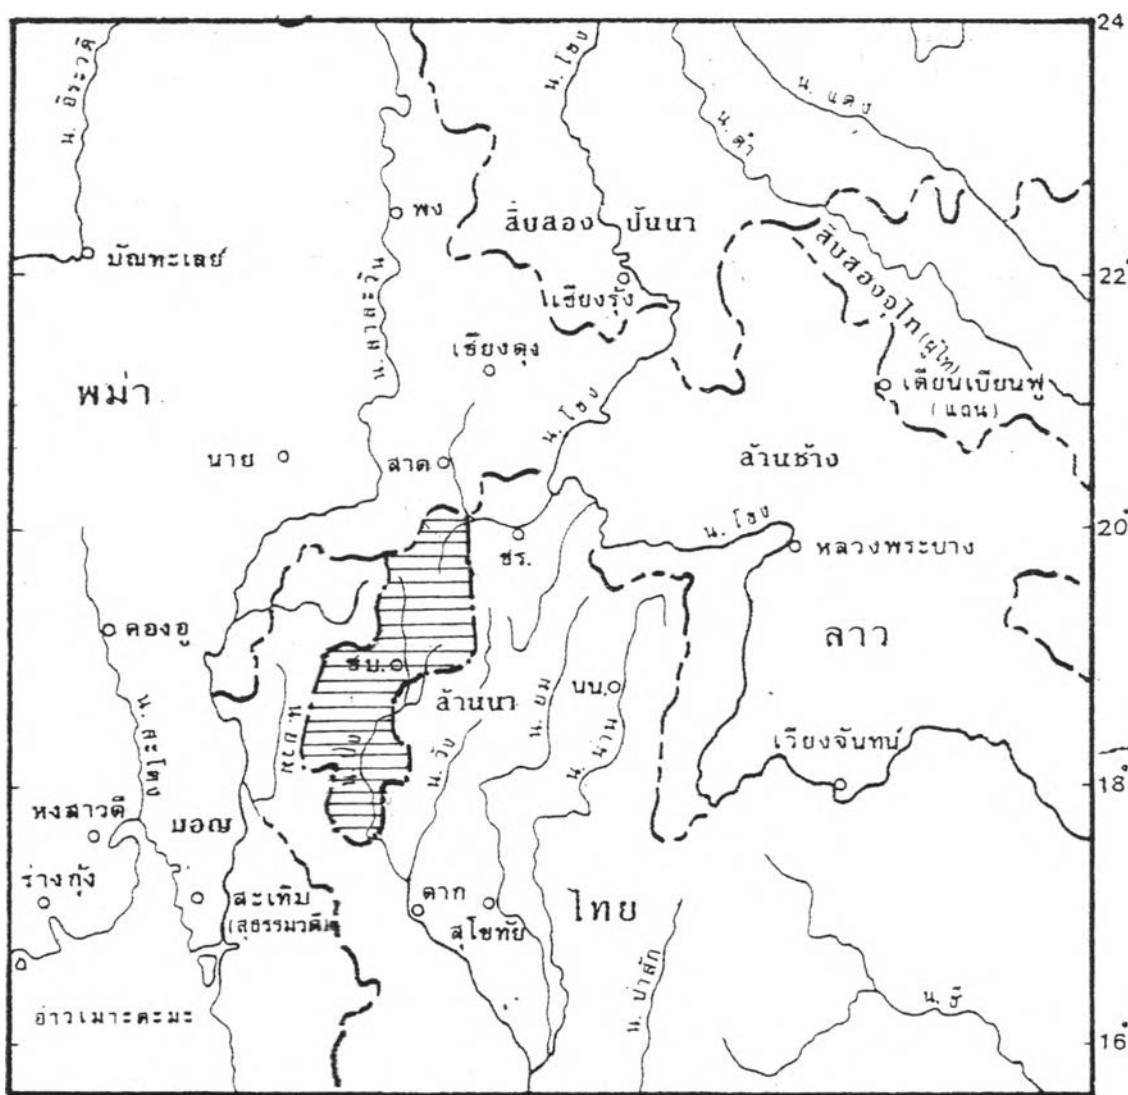 24
น. อิระวดี
น. โขง
น. แดง
น. ดำ
พง
สิบสอง ปันนา
มัณฑะเลย์
สิบสองจุไท (ผู้ไท)
22°
เชียงรุ้ง
น. สาละวิน
เชียงตุง
เดียนเบียนฟู
(แถน)
พม่า
น. โขง
นาย
สาด
ล้านช้าง
20°
น. โขง
ชร.
หลวงพระบาง
ตองอู
ลาว
ชม.
ล้านนา
นน.
น. ยม
น. น่าน
น. ยวม
น. ปิง
น. วัง
น. สะโตง
เวียงจันทน์
18°
หงสาวดี
มอญ
ร่างกุ้ง
สะเทิม
(สุธรรมวดี)
ตาก
สุโขทัย
ไทย
น. ป่าสัก
น. ชี
อ่าวเมาะตะมะ
16°